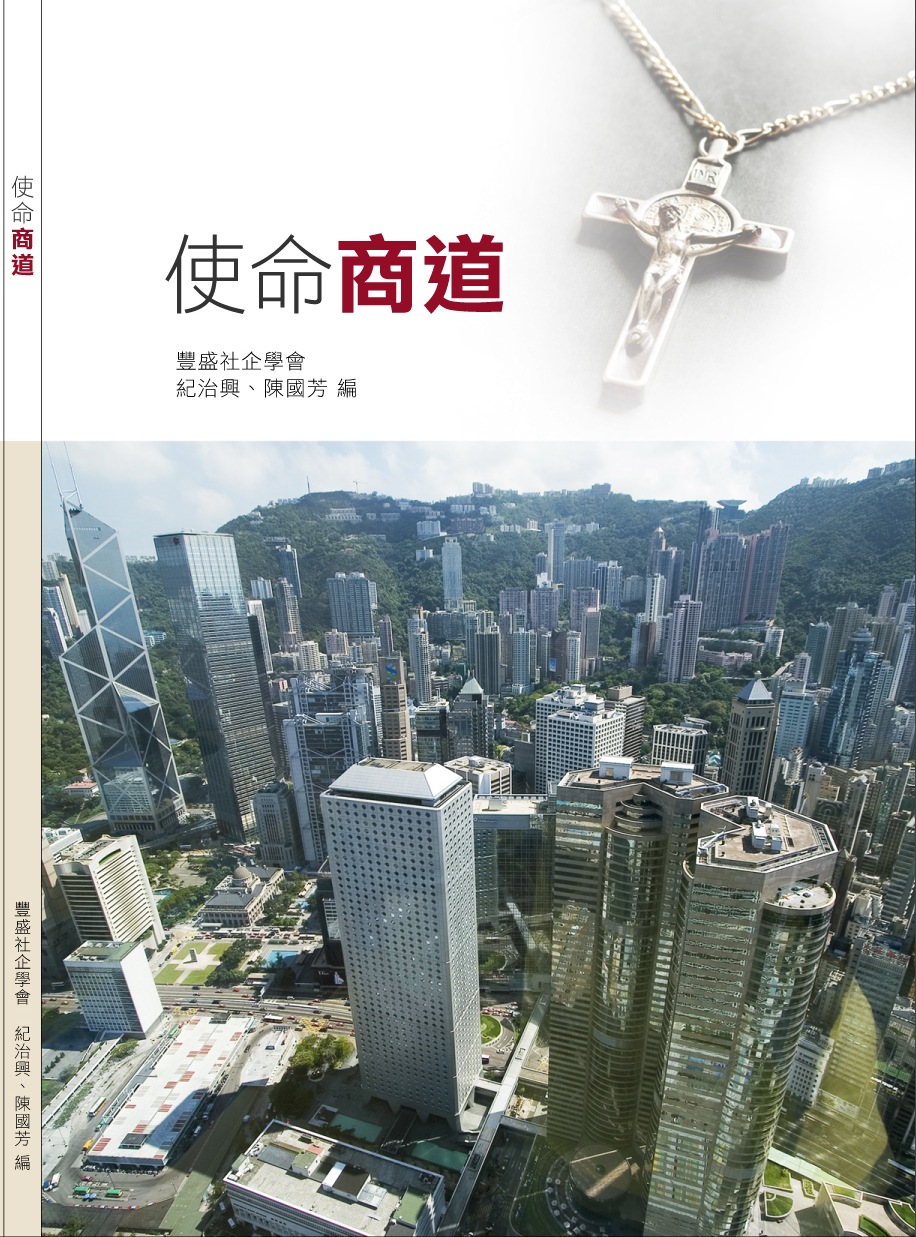 使命商道
豐盛社企學會
紀治興、陳國芳 編
使命商道
豐盛社企學會 紀治興、陳國芳 編
INRI